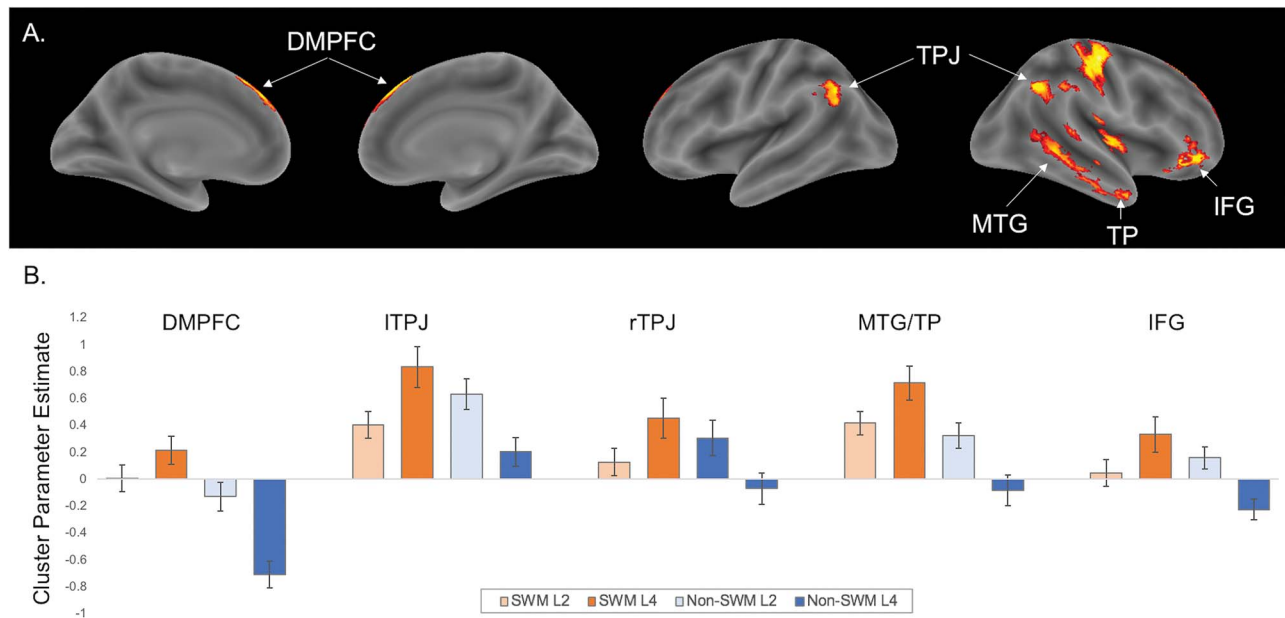 A.
DMPFC
TPJ
MTG
TP
IFG
B.
DMPFC lTPJ rTPJ MTG/TP IFG
Cluster Parameter Estimate
1.2
1
0.8
0.6
0.4
0.2
0
-0.2
-0.4
-0.6
-0.8
-1
SWM L2 SWM L4 Non-SWM L2 Non-SWM L4